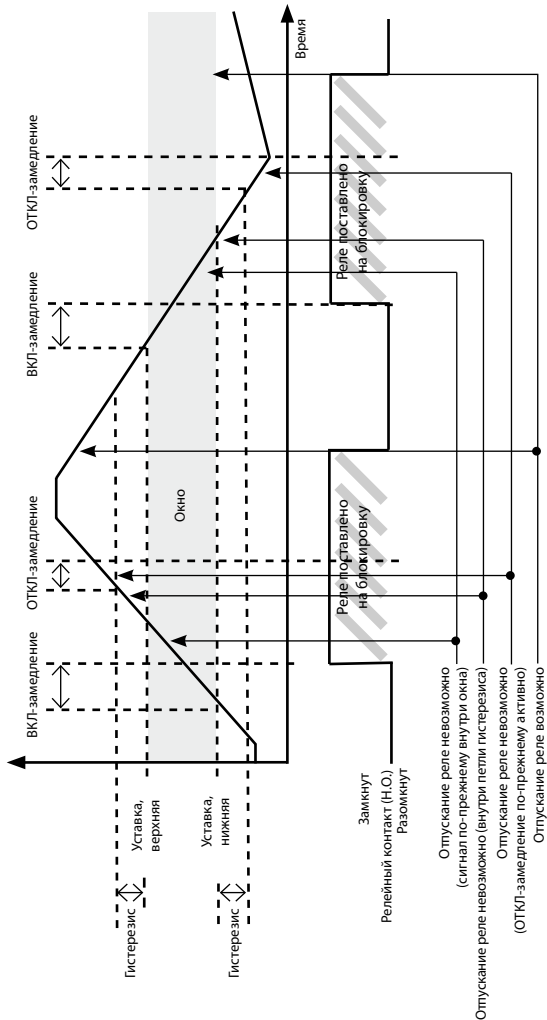 ВКЛ-замедление
ОТКЛ-замедление
ВКЛ-замедление
ОТКЛ-замедление
Гистерезис
Уставка,
верхняя
Окно
Уставка,
нижняя
Гистерезис
Время
Замкнут
Релейный контакт (Н.О.)
Разомкнут
Реле поставлено
на блокировку
Реле поставлено
на блокировку
Отпускание реле невозможно
(сигнал по-прежнему внутри окна)
Отпускание реле невозможно (внутри петли гистерезиса)
Отпускание реле невозможно
(ОТКЛ-замедление по-прежнему активно)
Отпускание реле возможно